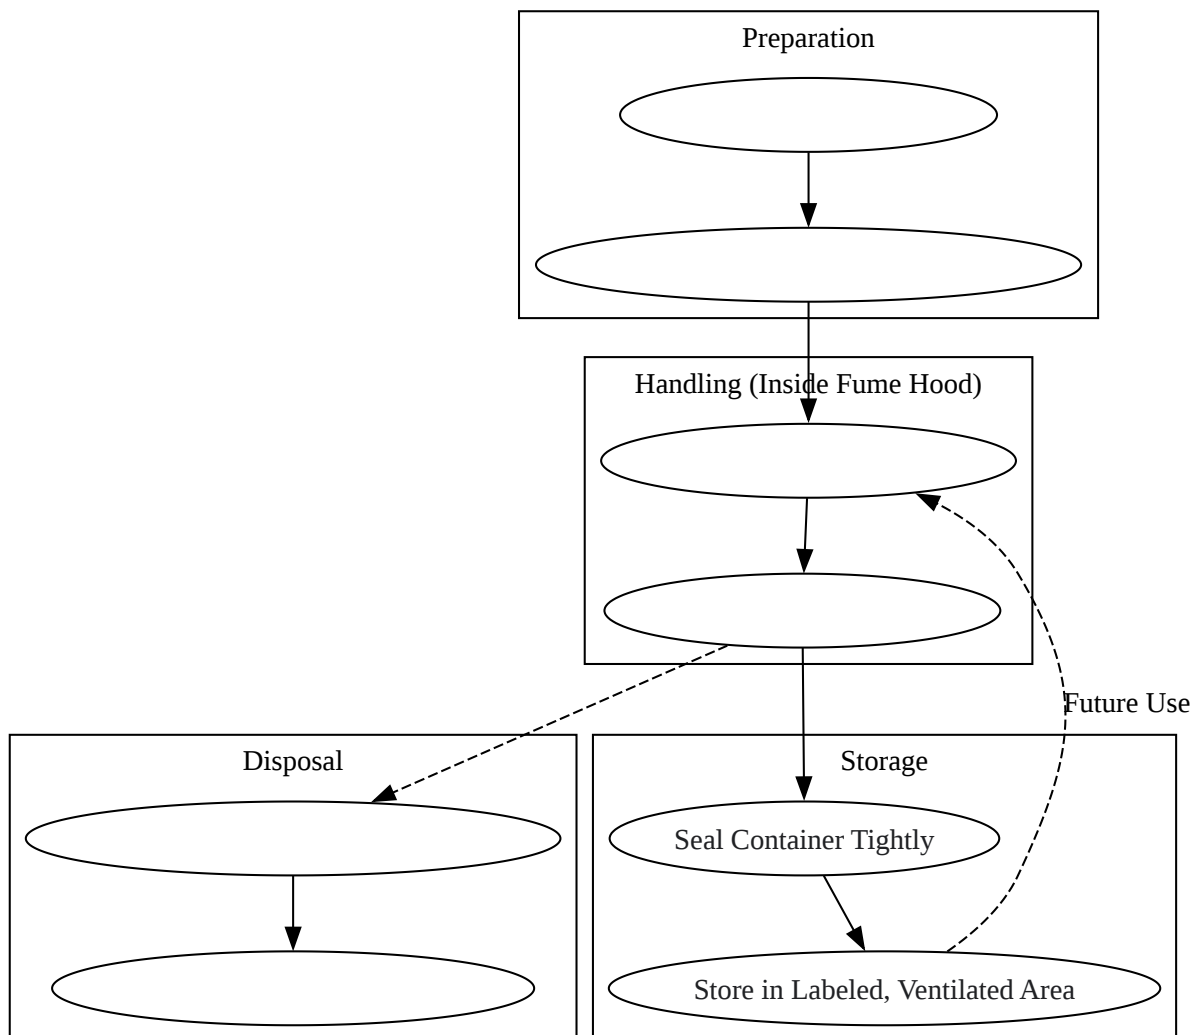 Preparation
Handling (Inside Fume Hood)
Future Use
Disposal
Storage
Seal Container Tightly
Store in Labeled, Ventilated Area